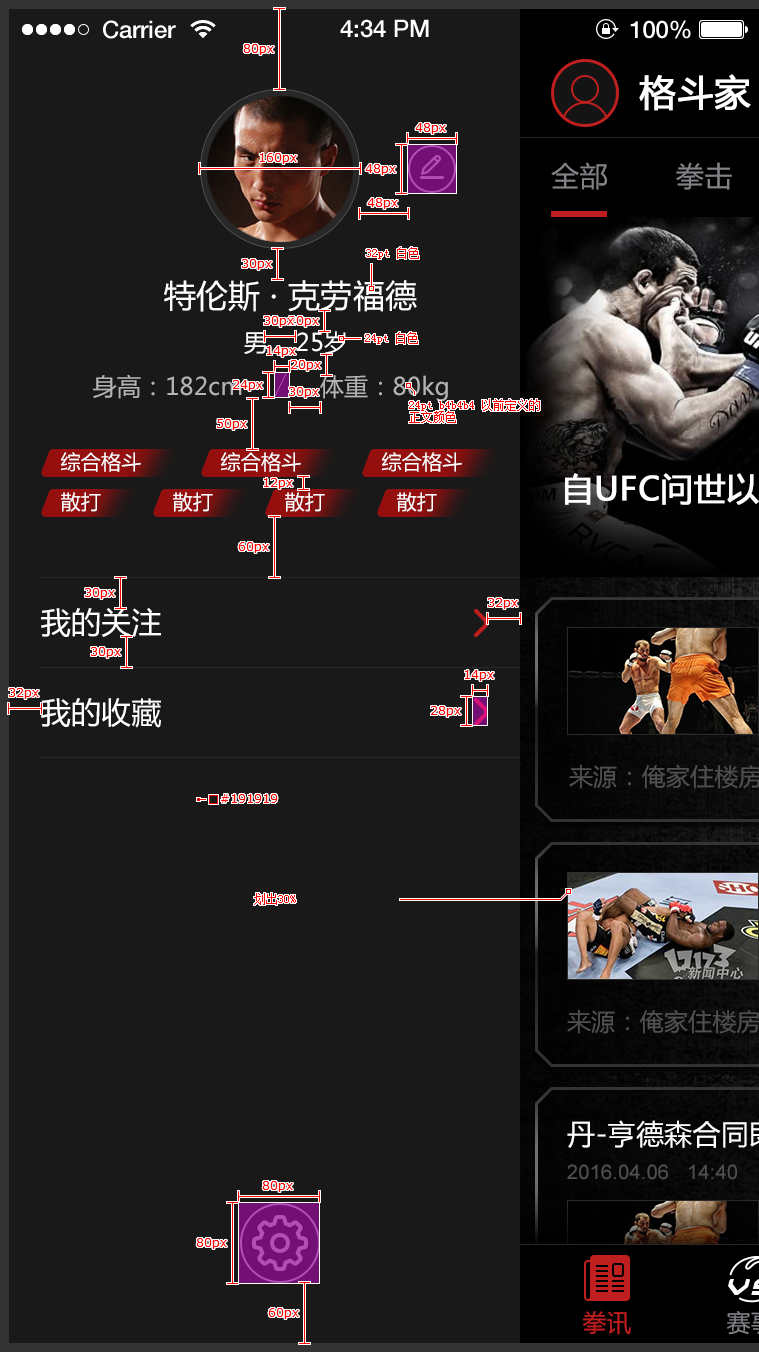 Carrier 4:34 PM 100%
80px
格斗家
48px
160px
48px
48px
全部 拳击
32pt 白色
30px
特伦斯 · 克劳福德
30px 20px
男 25岁
24pt 白色
14px
20px
身高：182cm 体重：80kg
24px
30px
24pt b4b4b4 以前定义的
正文颜色
50px
综合格斗 综合格斗 综合格斗
12px
散打 散打 散打 散打
自UFC问世以
60px
30px
我的关注
32px
30px
14px
32px
我的收藏
28px
来源：俺家住楼房
#191919
划出80%
17173
新闻中心
来源：俺家住楼房
丹-亨德森合同
2016.04.06 14:40
80px
80px
60px
拳讯